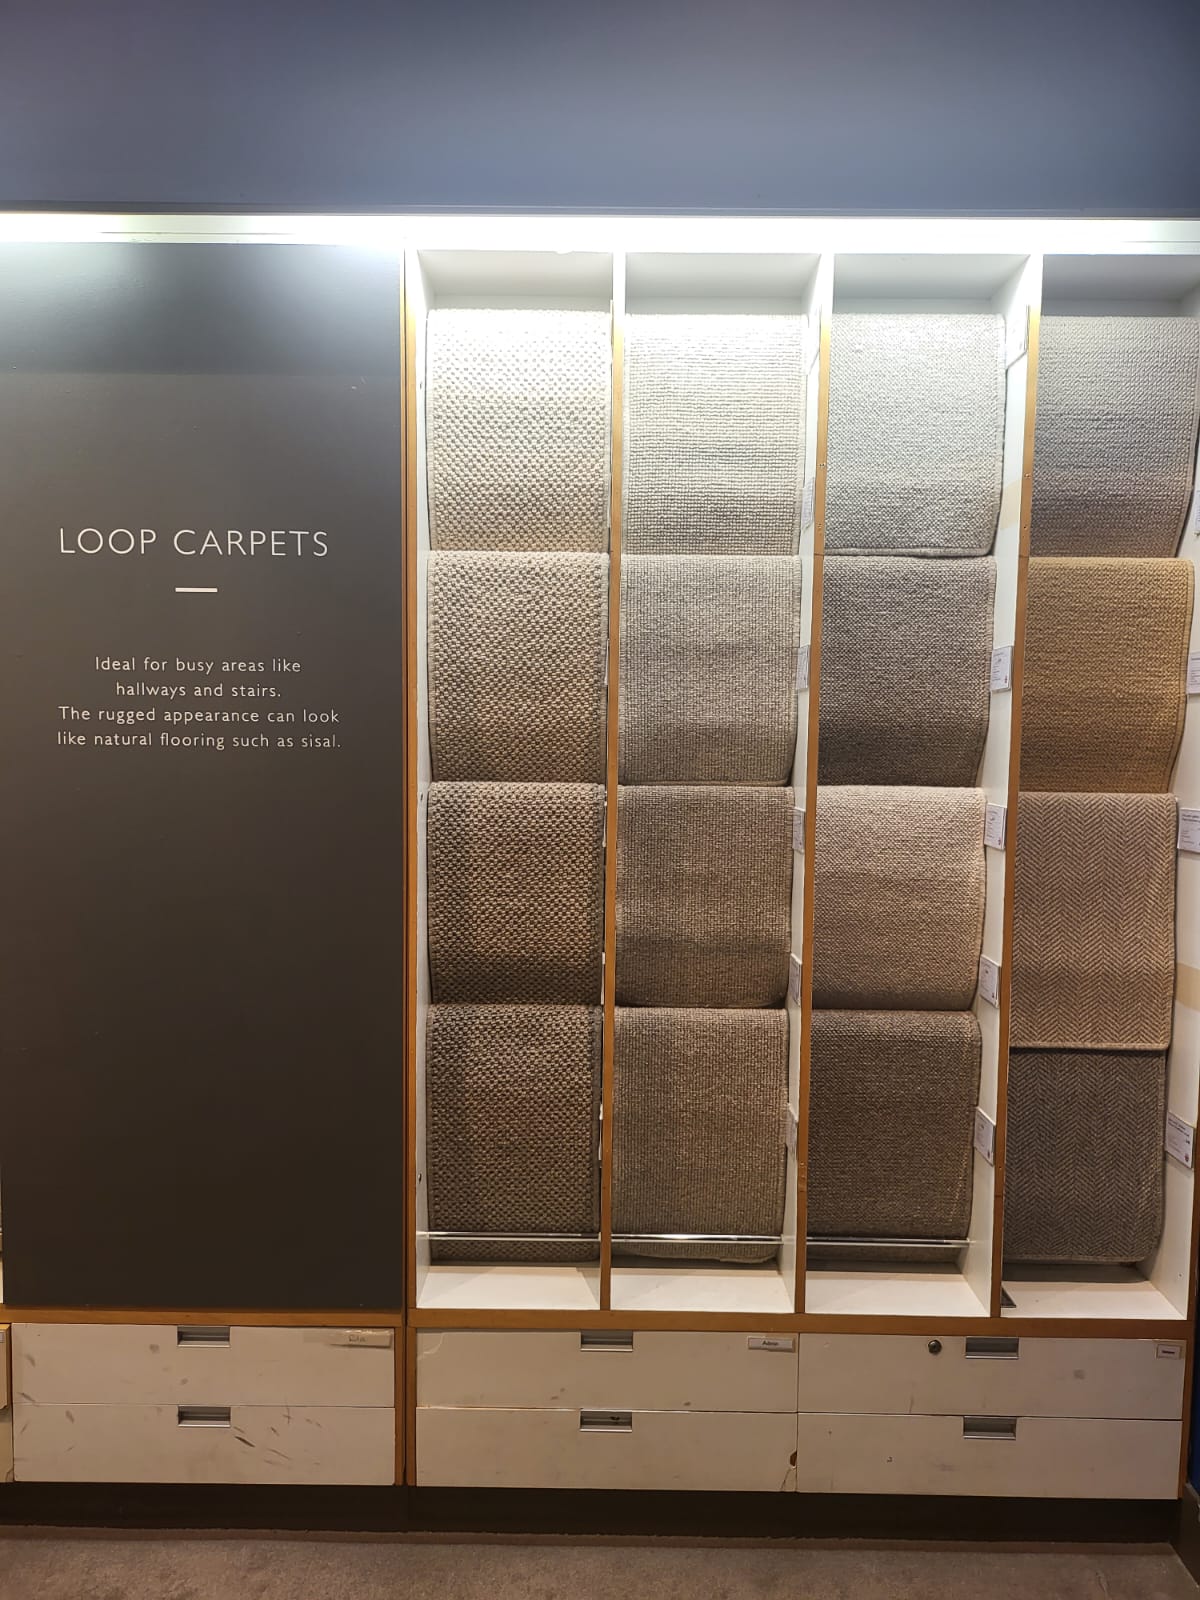 LOOP CARPETS
Ideal for busy areas like
hallways and stairs.
The rugged appearance can look
like natural flooring such as sisal.
Admin